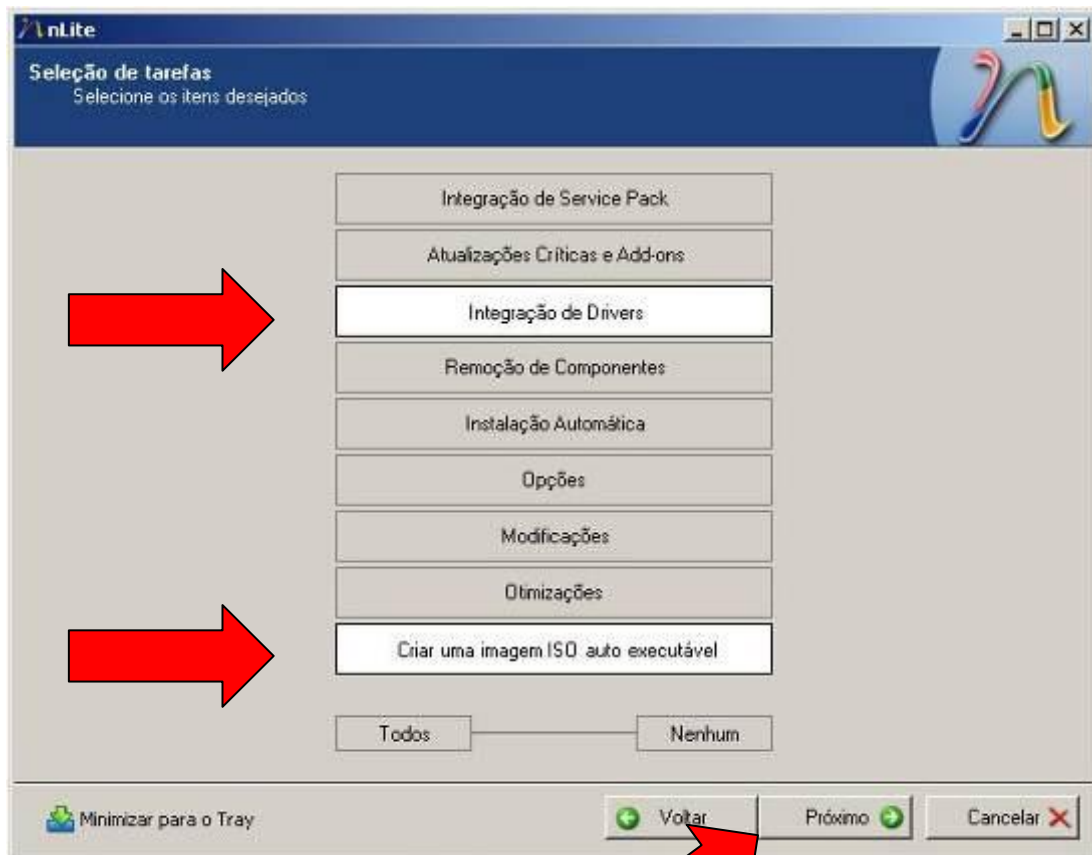 nLite
Seleção de tarefas
Selecione os itens desejados
Integração de Service Pack
Atualizações Críticas e Add-ons
Integração de Drivers
Remoção de Componentes
Instalação Automática
Opções
Modificações
Otimizações
Criar uma imagem ISO auto executável
Todos
Nenhum
Minimizar para o Tray
Voltar
Próximo
Cancelar